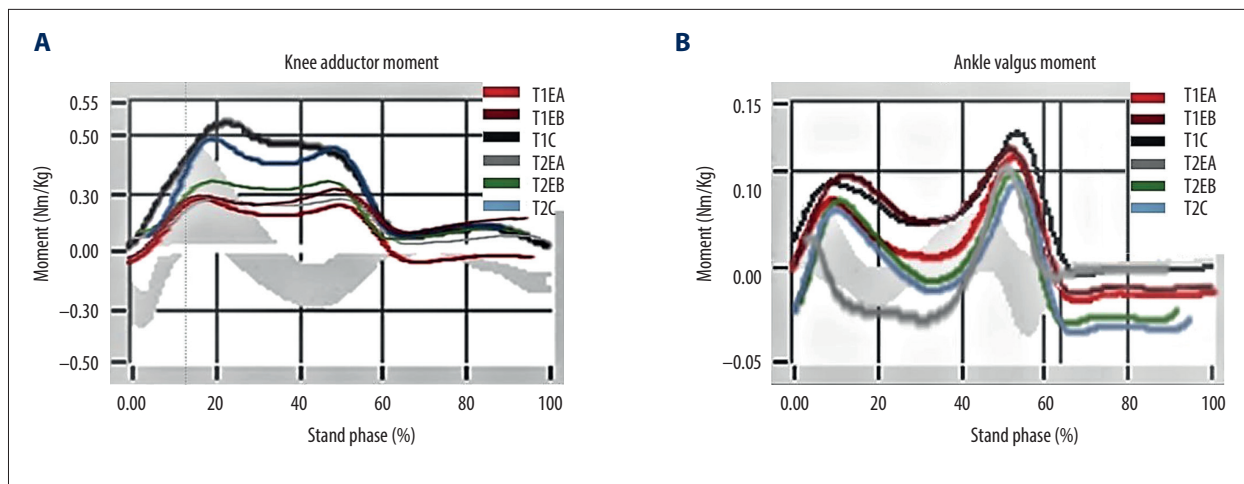 A
Knee adductor moment
Moment (Nm/Kg)
0.55
0.50
0.30
0.00
−0.30
−0.50
0.00 20 40 60 80 100
Stand phase (%)
T1EA
T1EB
T1C
T2EA
T2EB
T2C
B
Ankle valgus moment
Moment (Nm/Kg)
0.15
0.10
0.00
−0.05
0.00 20 40 60 80 100
Stand phase (%)
T1EA
T1EB
T1C
T2EA
T2EB
T2C